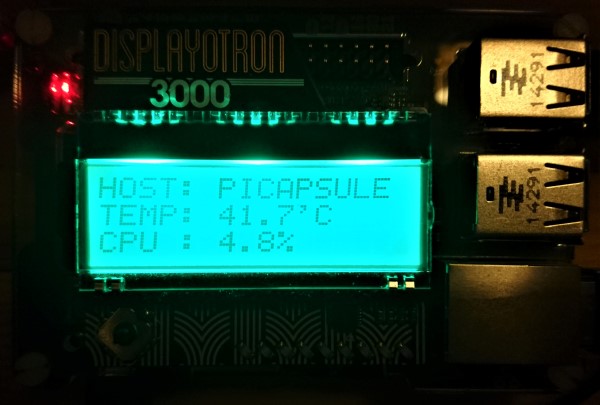 DISPLAYOTRON
3000
HOST: PICAPSULE
TEMP: 41.7'C
CPU : 4.8%
14291
14291